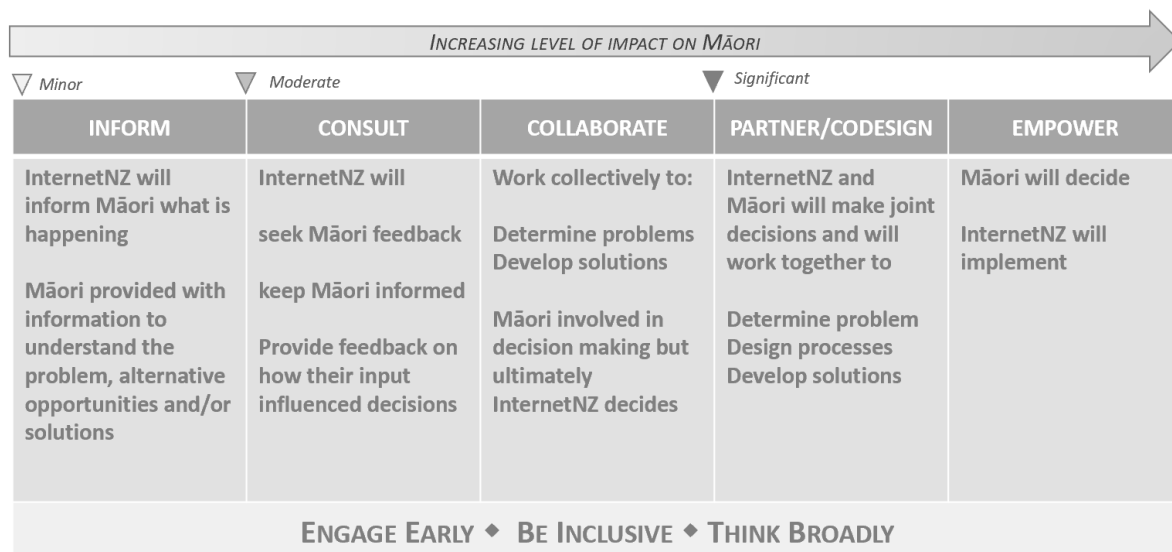 INCREASING LEVEL OF IMPACT ON MĀORI
Minor
Moderate
Significant
INFORM
InternetNZ will
inform Māori what is
happening
Māori provided with
information to
understand the
problem, alternative
opportunities and/or
solutions
CONSULT
InternetNZ will
seek Māori feedback
keep Māori informed
Provide feedback on
how their input
influenced decisions
COLLABORATE
Work collectively to:
Determine problems
Develop solutions
Māori involved in
decision making but
ultimately
InternetNZ decides
PARTNER/CODESIGN
InternetNZ and
Māori will make joint
decisions and will
work together to
Determine problem
Design processes
Develop solutions
EMPOWER
Māori will decide
InternetNZ will
implement
ENGAGE EARLY ◆ BE INCLUSIVE ◆ THINK BROADLY